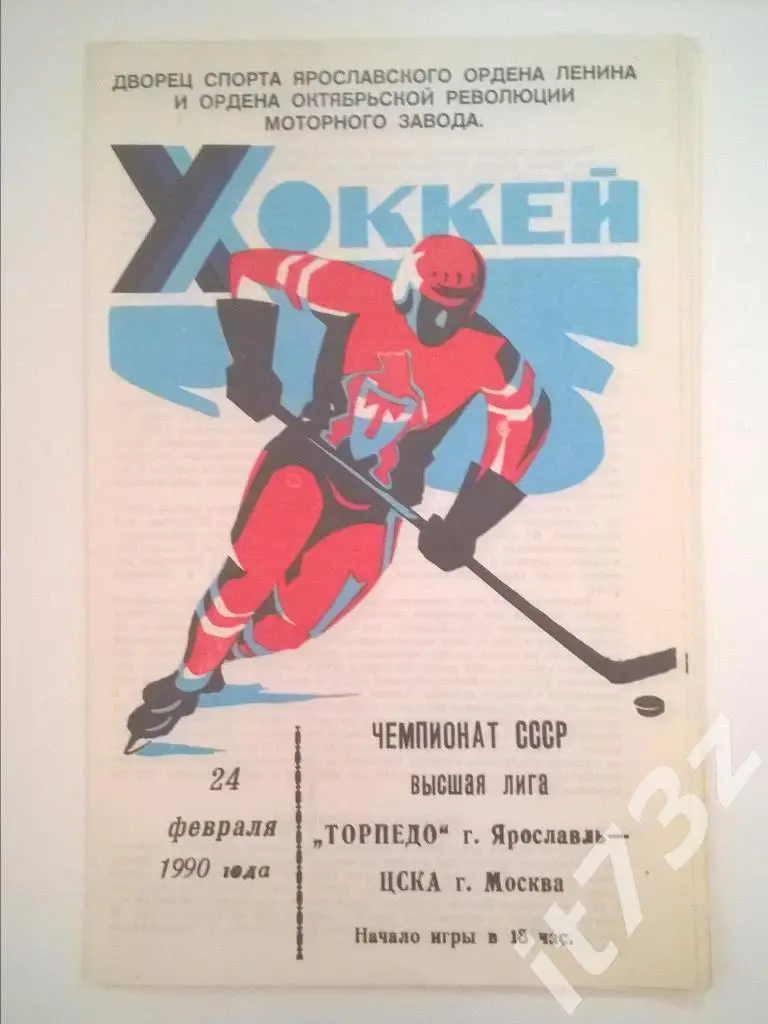 ДВОРЕЦ СПОРТА ЯРОСЛАВСКОГО ОРДЕНА ЛЕНИНА
И ОРДЕНА ОКТЯБРЬСКОЙ РЕВОЛЮЦИИ
МОТОРНОГО ЗАВОДА.
ХОККЕЙ
Т
24
февраля
1990 года
ЧЕМПИОНАТ СССР
ВЫСШАЯ ЛИГА
„ТОРПЕДО“ г. Ярославль—
ЦСКА г. Москва
Начало игры в 18 час.
it73z